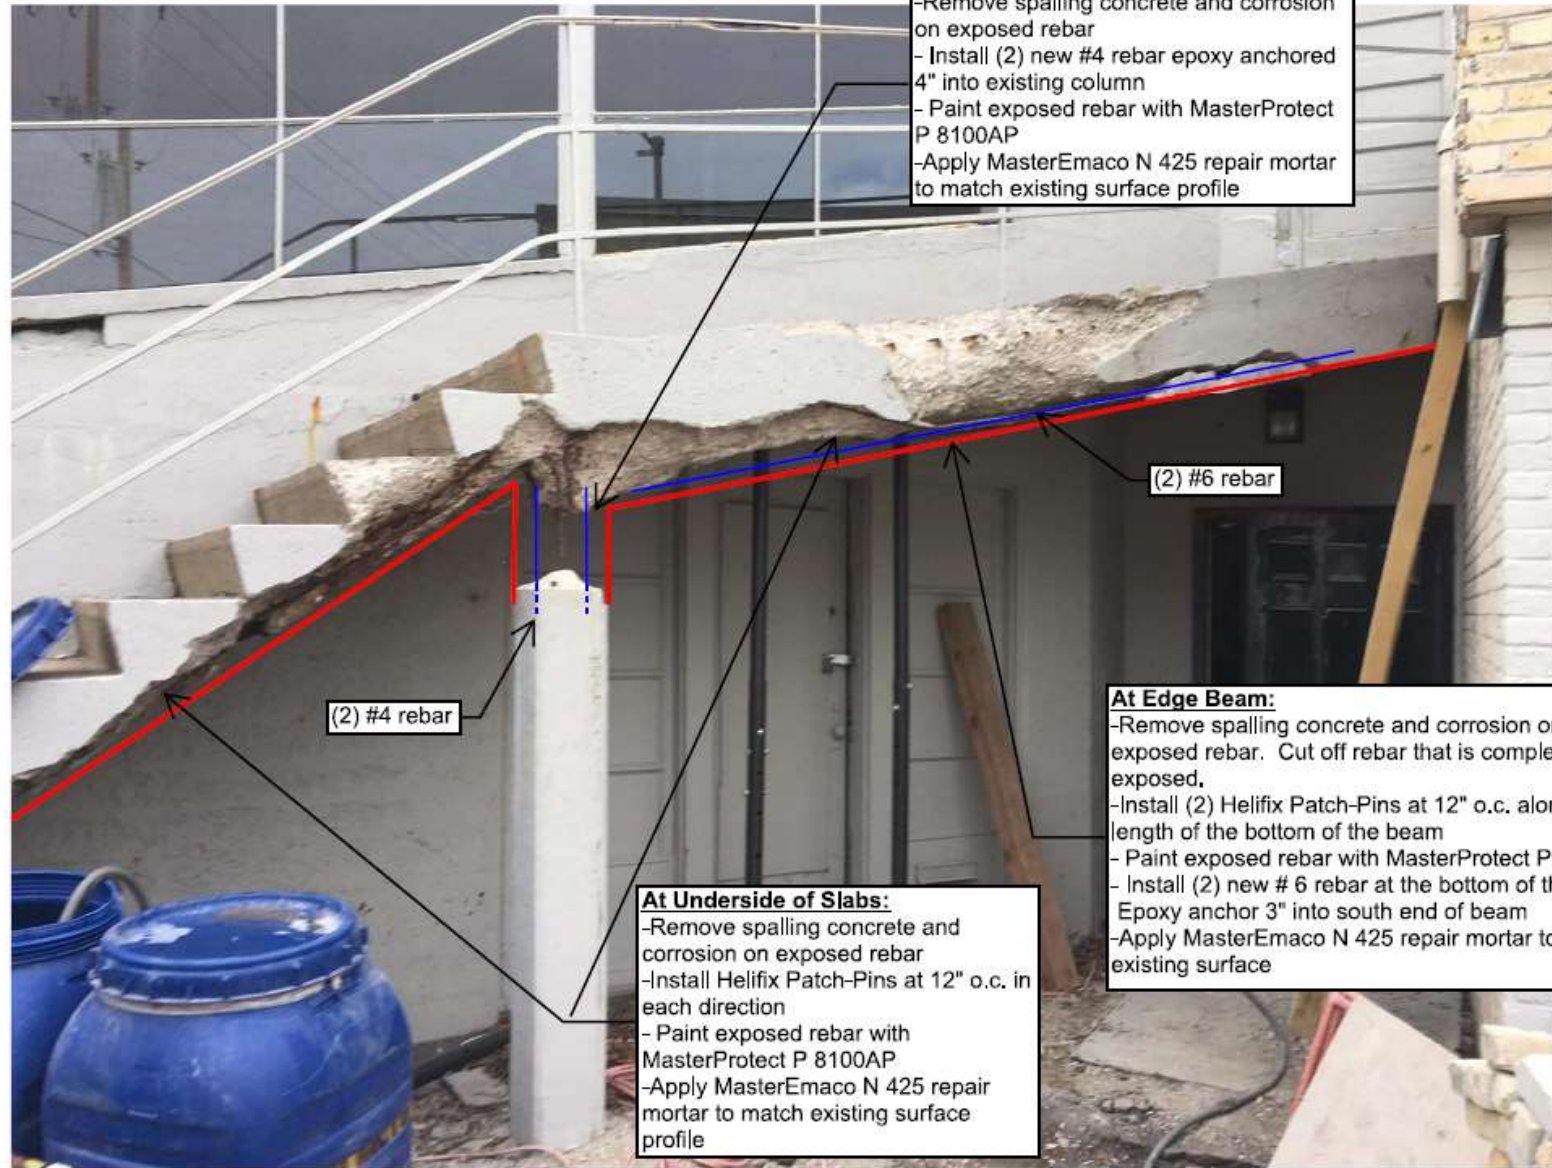 -Remove spalling concrete and corrosion
on exposed rebar
- Install (2) new #4 rebar epoxy anchored
4" into existing column
- Paint exposed rebar with MasterProtect
P 8100AP
-Apply MasterEmaco N 425 repair mortar
to match existing surface profile
(2) #6 rebar
(2) #4 rebar
At Edge Beam:
-Remove spalling concrete and corrosion
exposed rebar. Cut off rebar that is
exposed.
-Install (2) Helifix Patch-Pins at 12" o.c.
length of the bottom of the beam
- Paint exposed rebar with MasterProtect P
- Install (2) new # 6 rebar at the bottom of
Epoxy anchor 3" into south end of beam
-Apply MasterEmaco N 425 repair mortar
existing surface
At Underside of Slabs:
-Remove spalling concrete and
corrosion on exposed rebar
-Install Helifix Patch-Pins at 12" o.c. in
each direction
- Paint exposed rebar with
MasterProtect P 8100AP
-Apply MasterEmaco N 425 repair
mortar to match existing surface
profile